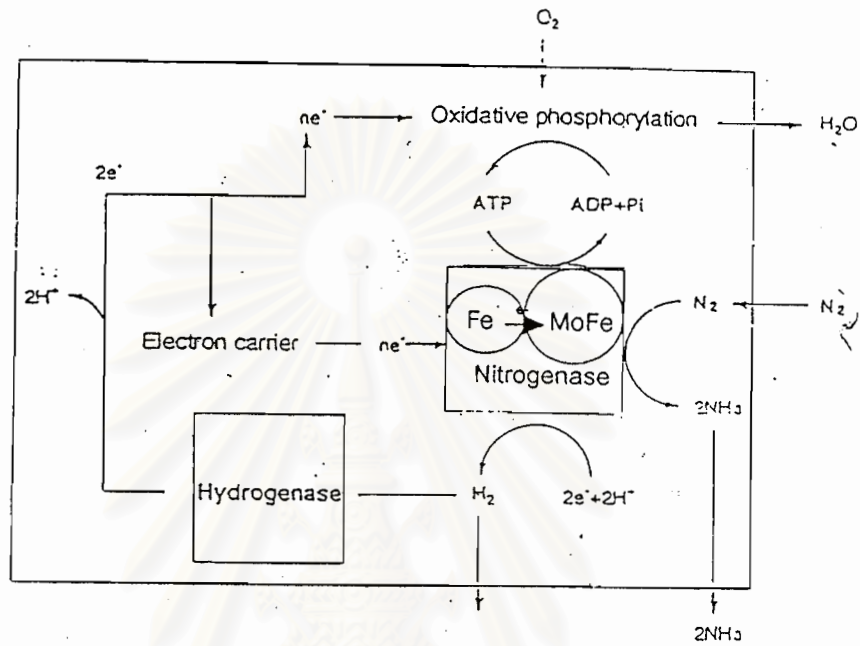 O₂
ne⁻ Oxidative phosphorylation H₂O
2e⁻
ATP ADP+Pi
2H⁺
N₂ N₂
Fe e⁻ MoFe
Electron carrier ne⁻
Nitrogenase
2NH₃
Hydrogenase H₂ 2e⁻+2H⁺
2NH₃